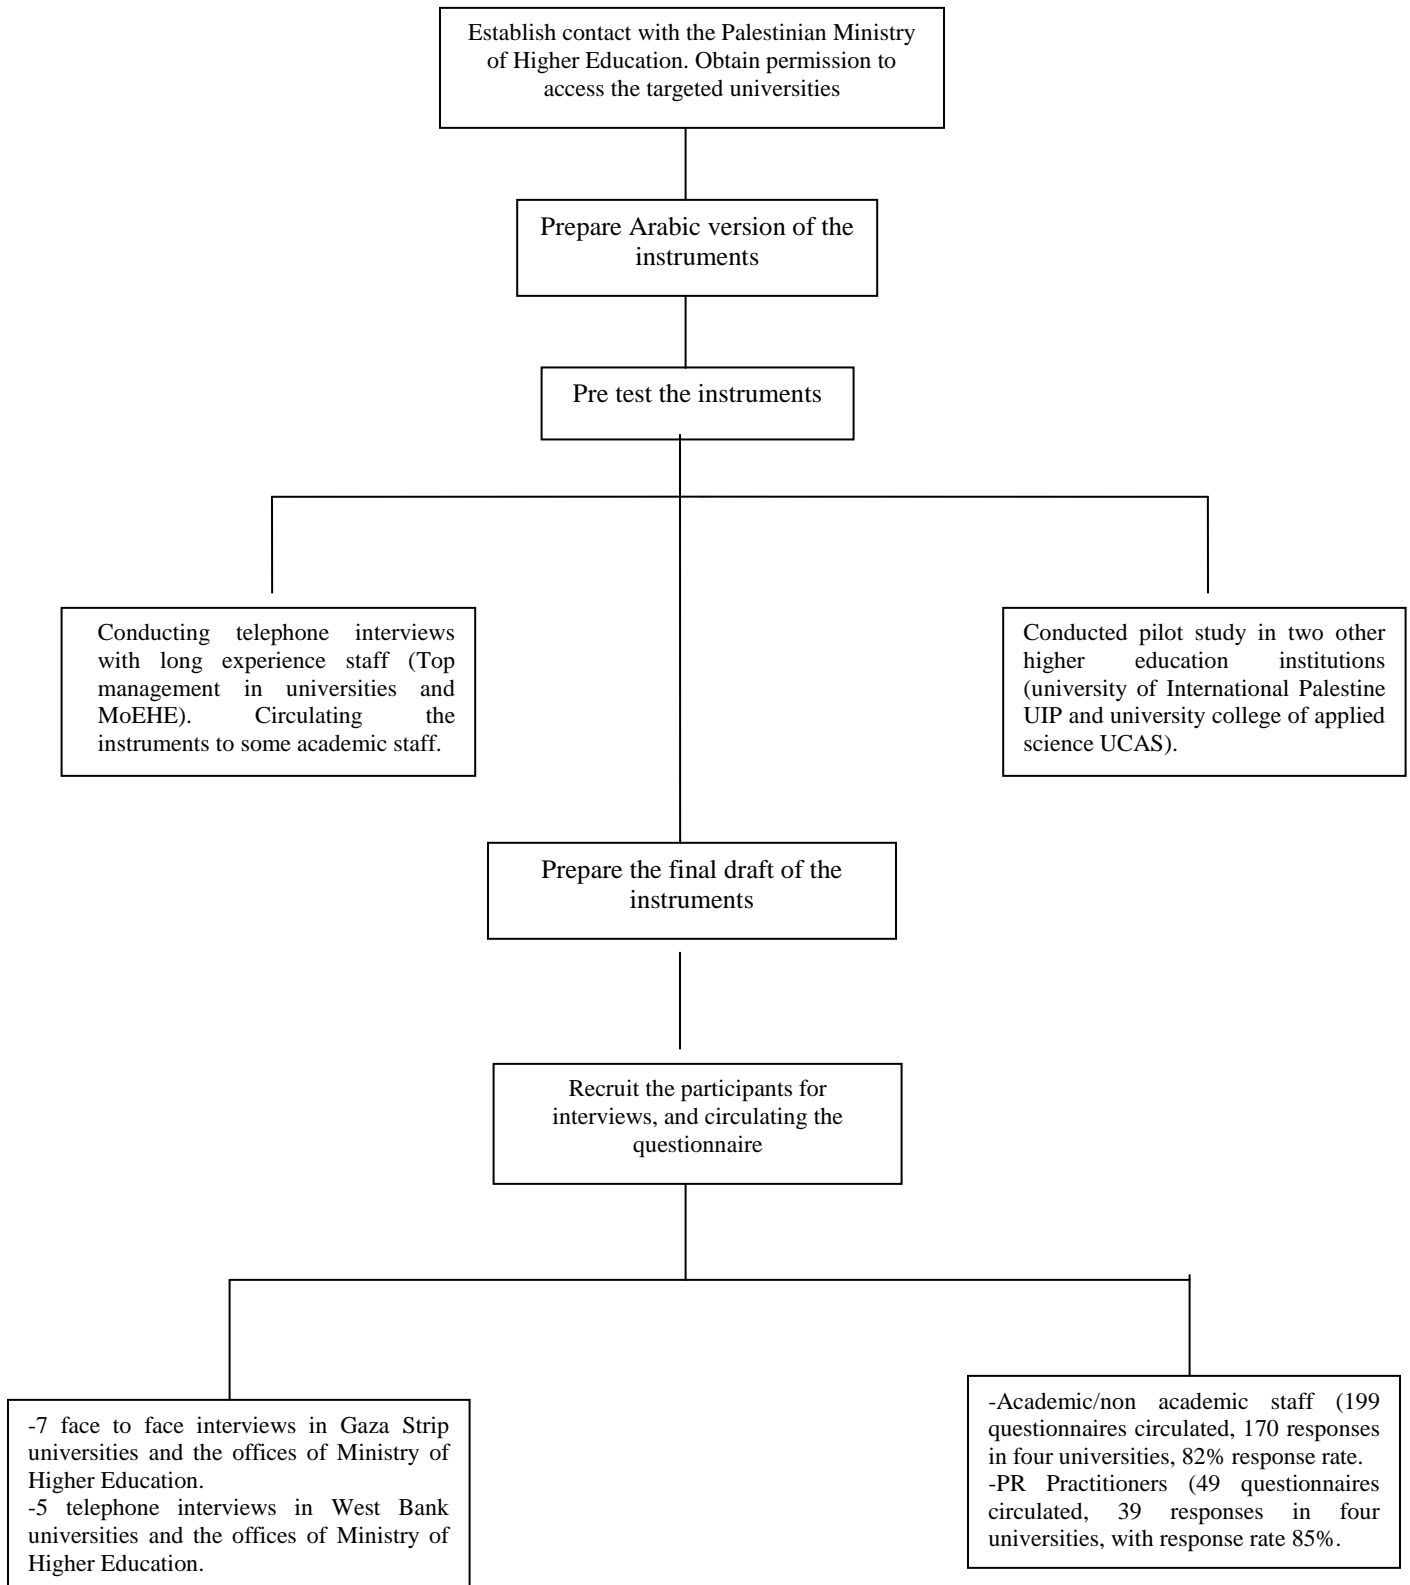 Establish contact with the Palestinian Ministry
of Higher Education. Obtain permission to
access the targeted universities
Prepare Arabic version of the
instruments
Pre test the instruments
Conducting telephone interviews
with long experience staff (Top
management in universities and
MoEHE). Circulating the
instruments to some academic staff.
Conducted pilot study in two other
higher education institutions
(university of International Palestine
UIP and university college of applied
science UCAS).
Prepare the final draft of the
instruments
Recruit the participants for
interviews, and circulating the
questionnaire
-7 face to face interviews in Gaza Strip
universities and the offices of Ministry of
Higher Education.
-5 telephone interviews in West Bank
universities and the offices of Ministry of
Higher Education.
-Academic/non academic staff (199
questionnaires circulated, 170 responses
in four universities, 82% response rate.
-PR Practitioners (49 questionnaires
circulated, 39 responses in four
universities, with response rate 85%.